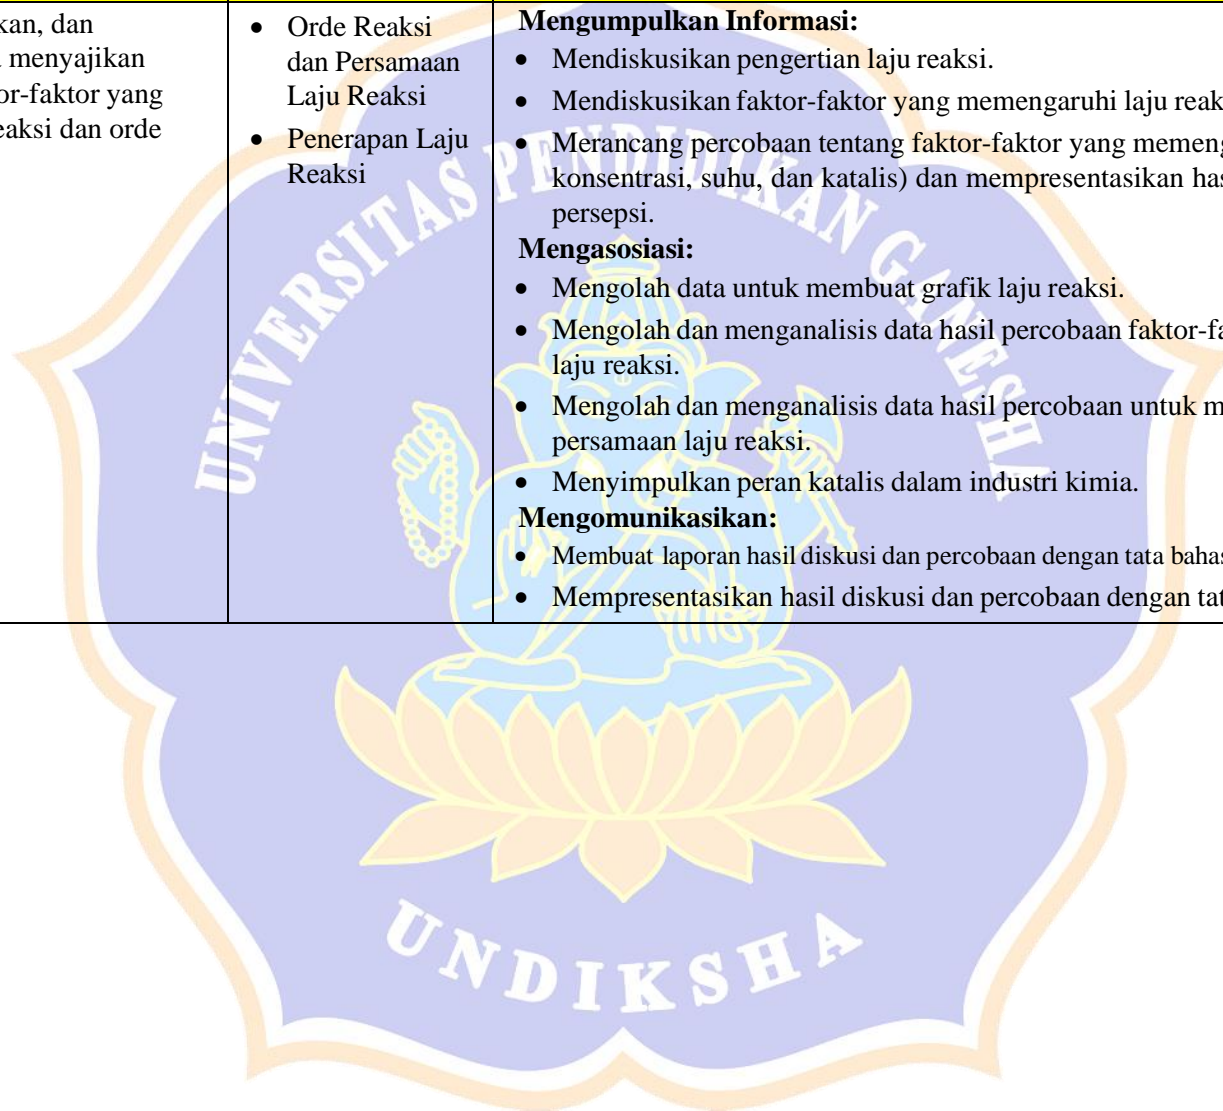 kan, dan
menyajikan
or-faktor yang
eaksi dan orde
• Orde Reaksi
dan Persamaan
Laju Reaksi
• Penerapan Laju
Reaksi
Mengumpulkan Informasi:
• Mendiskusikan pengertian laju reaksi.
• Mendiskusikan faktor-faktor yang memengaruhi laju reak
• Merancang percobaan tentang faktor-faktor yang memeng
konsentrasi, suhu, dan katalis) dan mempresentasikan has
persepsi.
Mengasosiasi:
• Mengolah data untuk membuat grafik laju reaksi.
• Mengolah dan menganalisis data hasil percobaan faktor-fa
laju reaksi.
• Mengolah dan menganalisis data hasil percobaan untuk m
persamaan laju reaksi.
• Menyimpulkan peran katalis dalam industri kimia.
Mengomunikasikan:
• Membuat laporan hasil diskusi dan percobaan dengan tata bahas
• Mempresentasikan hasil diskusi dan percobaan dengan tat
UNIVERSITAS PENDIDIKAN GANESHA
UNDIKSHA